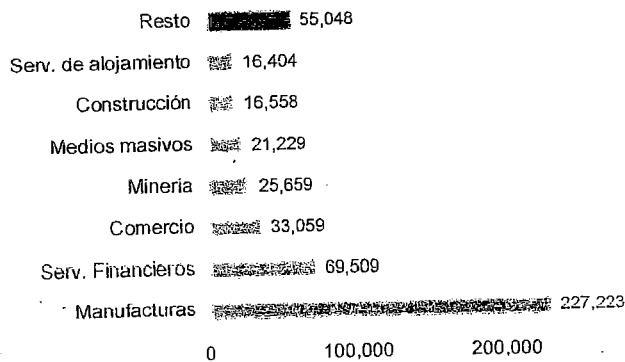 Resto 55,048
Serv. de alojamiento 16,404
Construcción 16,558
Medios masivos 21,229
Minería 25,659
Comercio 33,059
Serv. Financieros 69,509
Manufacturas 227,223
0 100,000 200,000